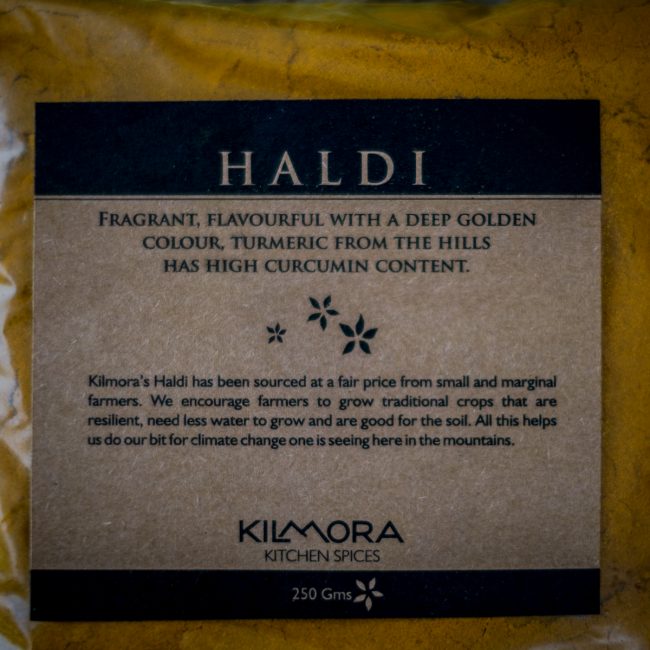 HALDI
FRAGRANT, FLAVOURFUL WITH A DEEP GOLDEN
COLOUR, TURMERIC FROM THE HILLS
HAS HIGH CURCUMIN CONTENT.
Kilmora's Haldi has been sourced at a fair price from small and marginal
farmers. We encourage farmers to grow traditional crops that are
resilient, need less water to grow and are good for the soil. All this helps
us do our bit for climate change one is seeing here in the mountains.
KILMORA
KITCHEN SPICES
250 Gms